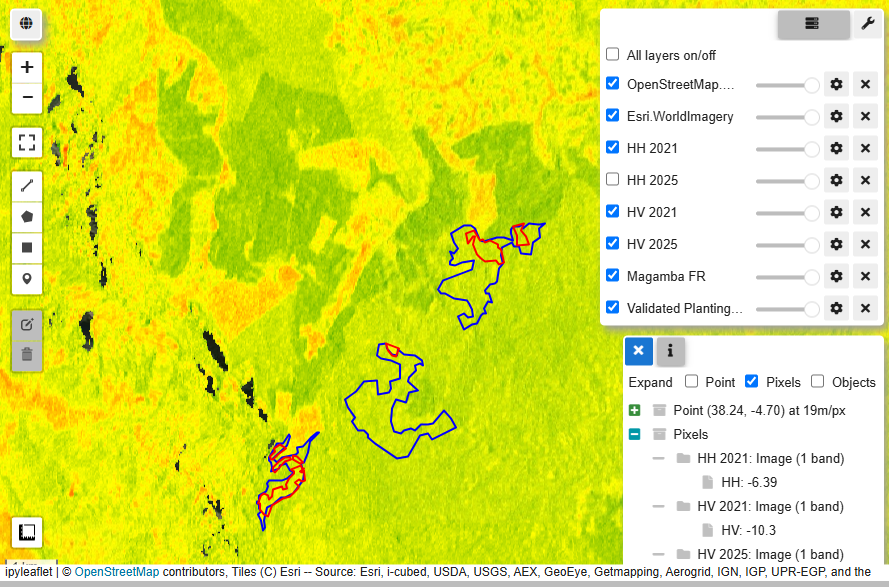 All layers on/off
OpenStreetMap....
Esri.WorldImagery
HH 2021
HH 2025
HV 2021
HV 2025
Magamba FR
Validated Planting...
Expand Point Pixels Objects
Point (38.24, -4.70) at 19m/px
Pixels
HH 2021: Image (1 band)
HH: -6.39
HV 2021: Image (1 band)
HV: -10.3
HV 2025: Image (1 band)
ipyleaflet | © OpenStreetMap contributors, Tiles (C) Esri -- Source: Esri, i-cubed, USDA, USGS, AEX, GeoEye, Getmapping, Aerogrid, IGN, IGP, UPR-EGP, and the